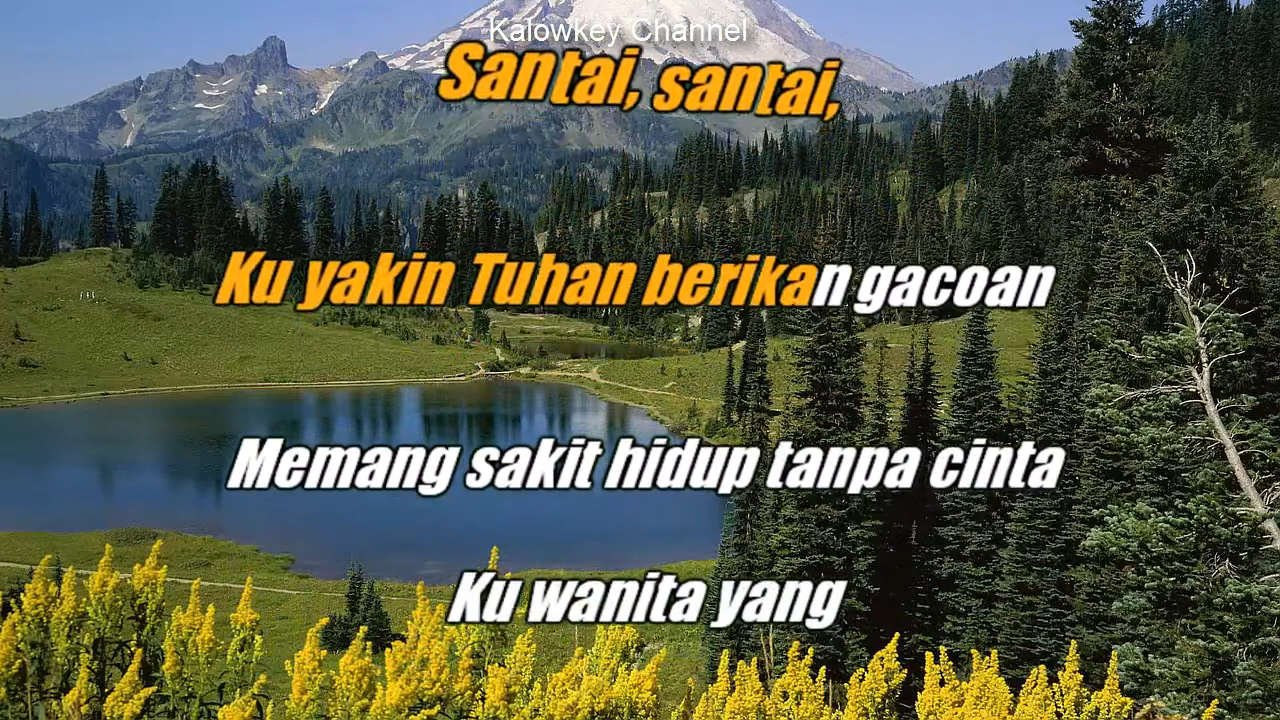 Kalowkey Channel
Santai, santai,
Ku yakin Tuhan berikan gacoan
Memang sakit hidup tanpa cinta
Ku wanita yang